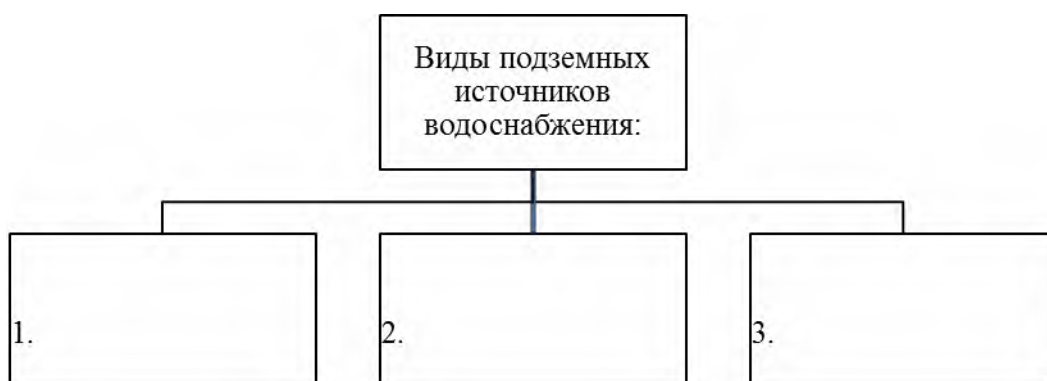 Виды подземных
источников
водоснабжения:
1.
2.
3.